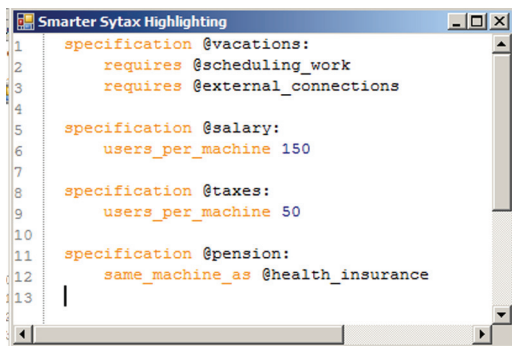 Smarter Sytax Highlighting
1 specification @vacations:
2 requires @scheduling_work
3 requires @external_connections
4
5 specification @salary:
6 users_per_machine 150
7
8 specification @taxes:
9 users_per_machine 50
10
11 specification @pension:
12 same_machine_as @health_insurance
13